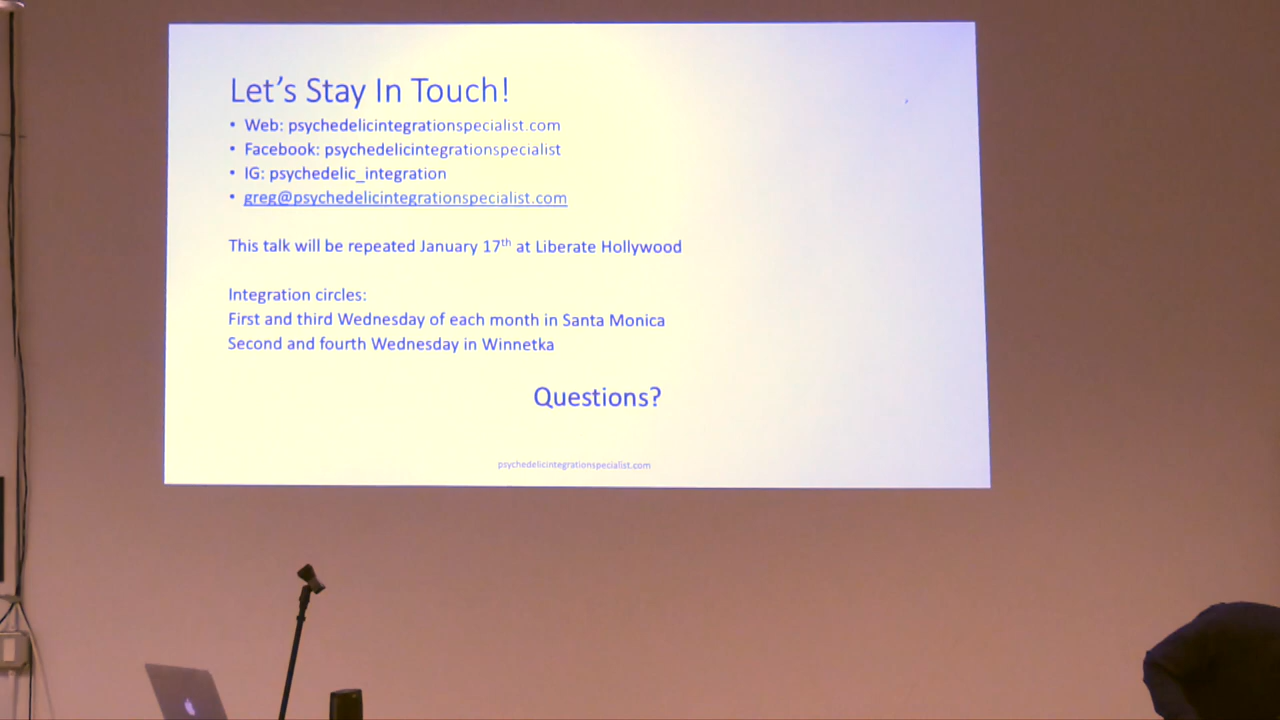 Let's Stay In Touch!
• Web: psychedelicintegrationspecialist.com
• Facebook: psychedelicintegrationspecialist
• IG: psychedelic_integration
• greg@psychedelicintegrationspecialist.com
This talk will be repeated January 17th at Liberate Hollywood
Integration circles:
First and third Wednesday of each month in Santa Monica
Second and fourth Wednesday in Winnetka
Questions?
psychedelicintegrationspecialist.com